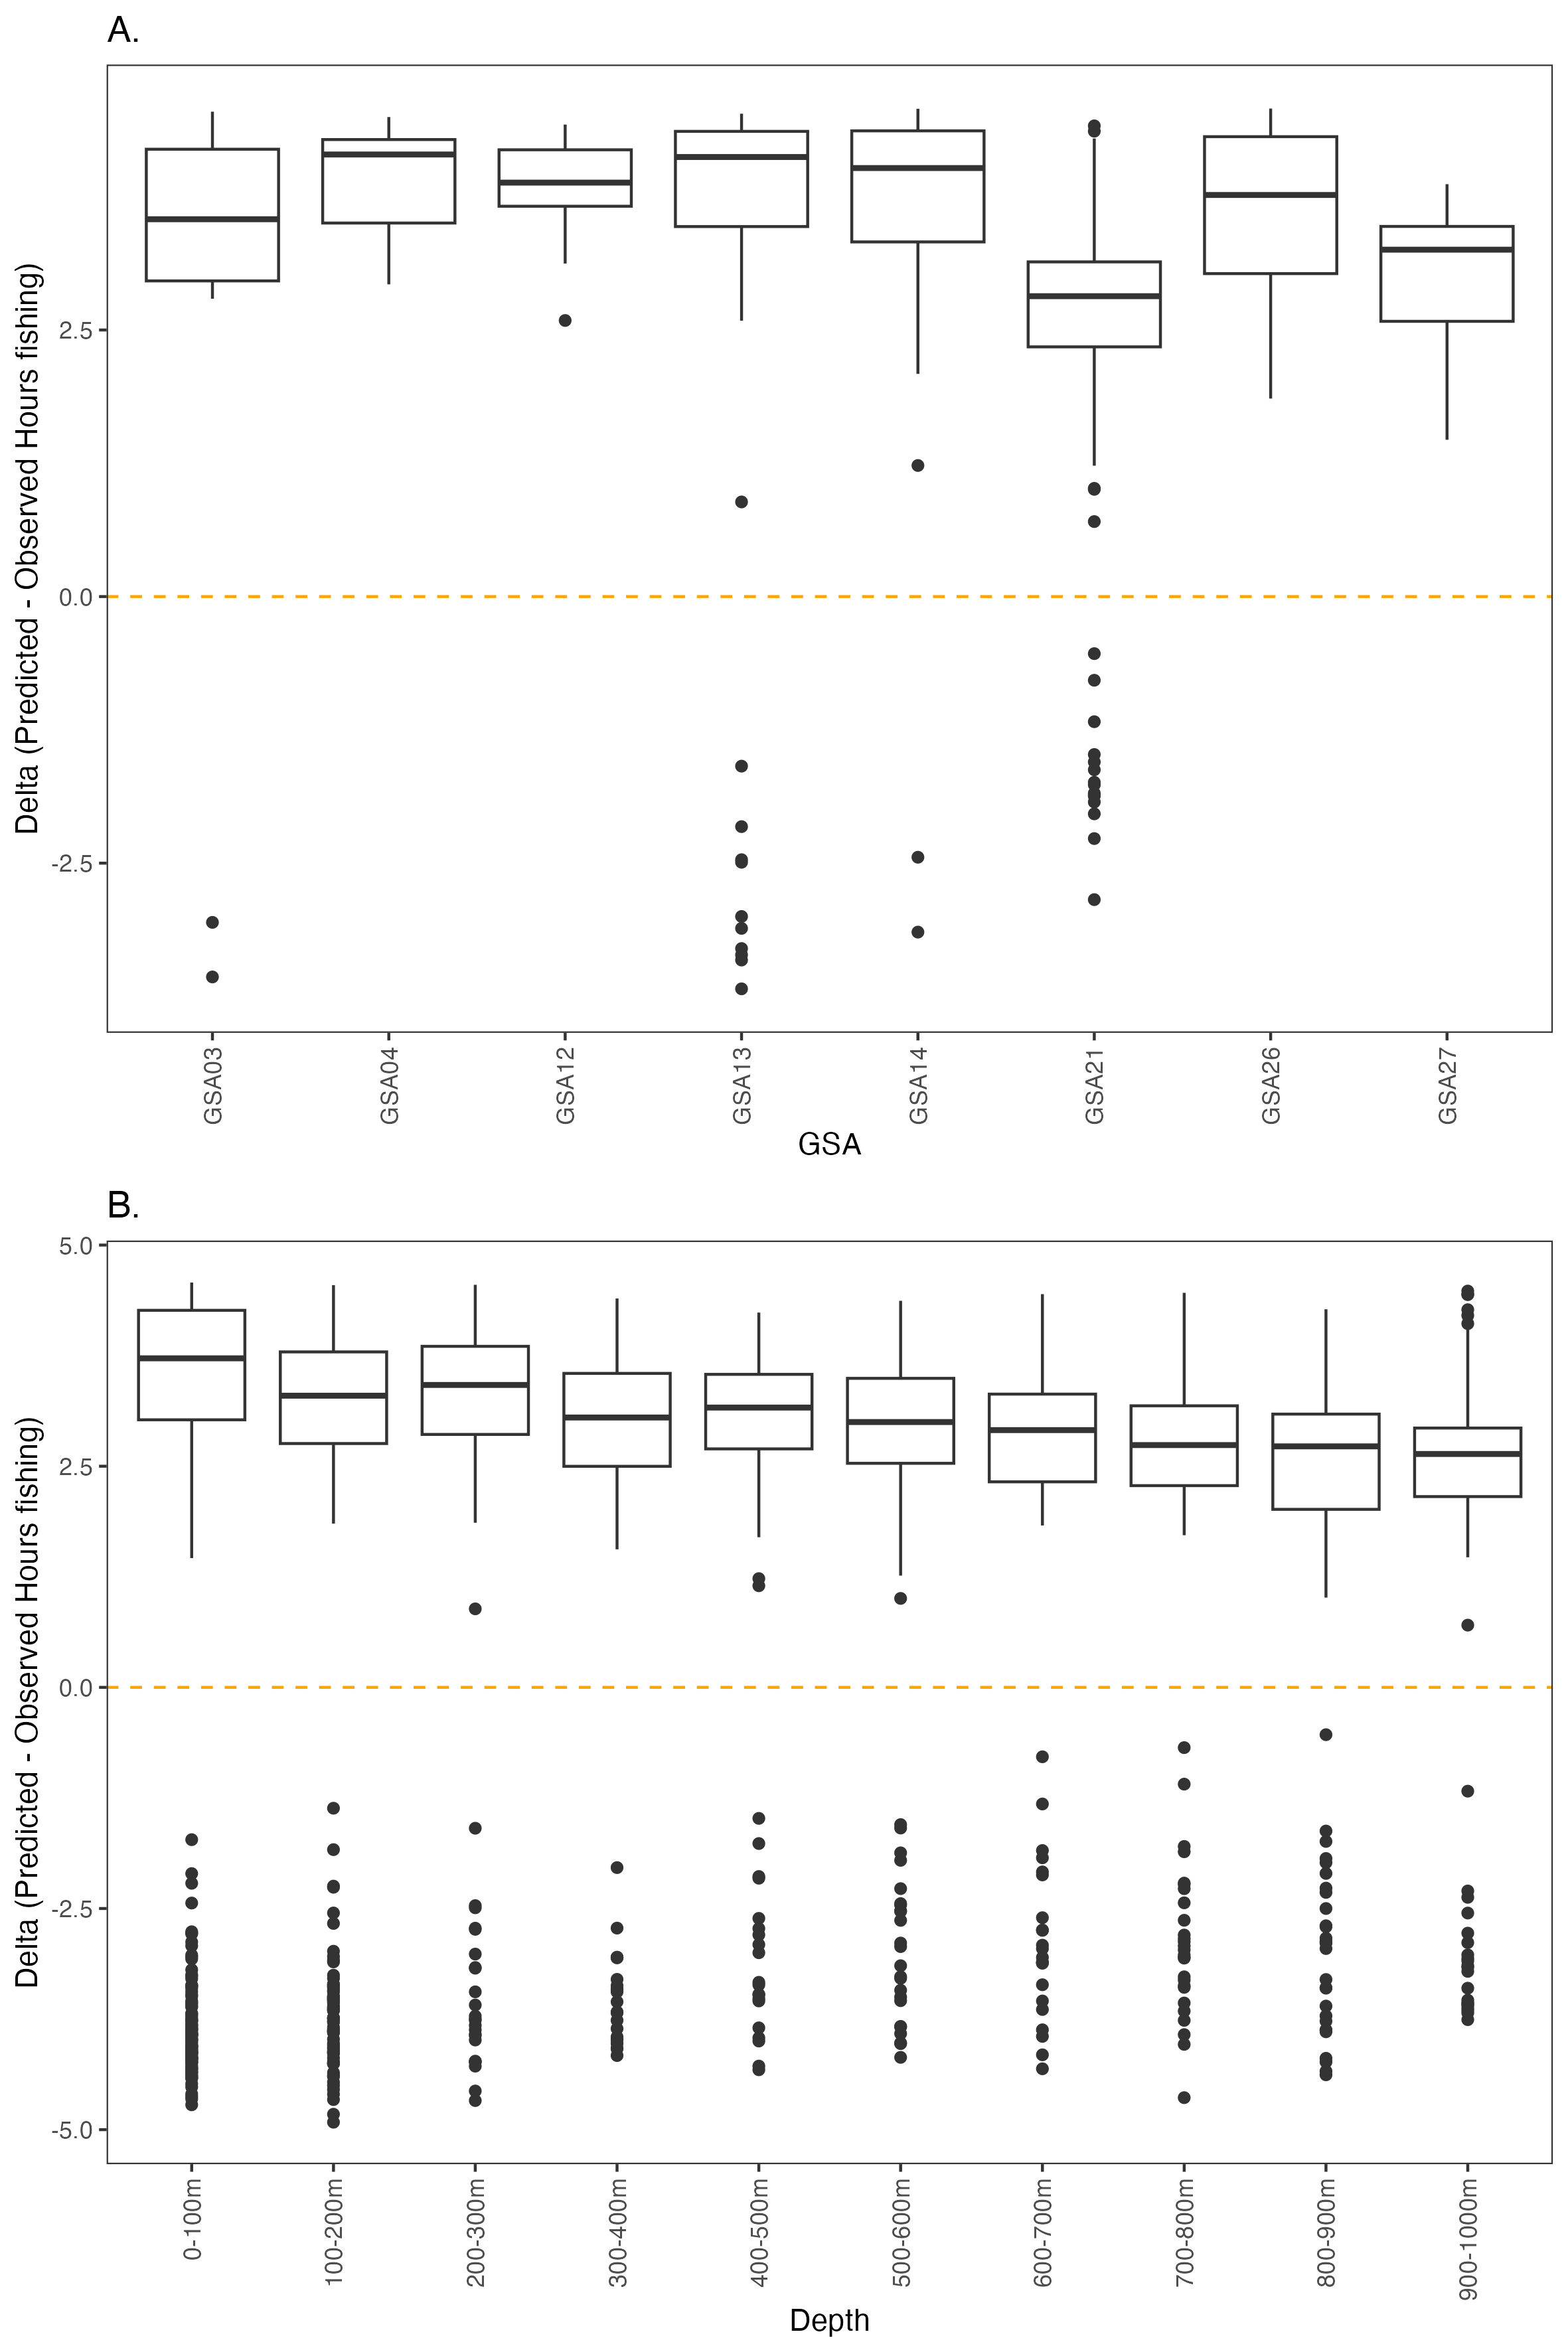 A.
Delta (Predicted - Observed Hours fishing)
2.5
0.0
-2.5
GSA03
GSA04
GSA12
GSA13
GSA14
GSA21
GSA26
GSA27
GSA
B.
Delta (Predicted - Observed Hours fishing)
5.0
2.5
0.0
-2.5
-5.0
0-100m
100-200m
200-300m
300-400m
400-500m
500-600m
600-700m
700-800m
800-900m
900-1000m
Depth